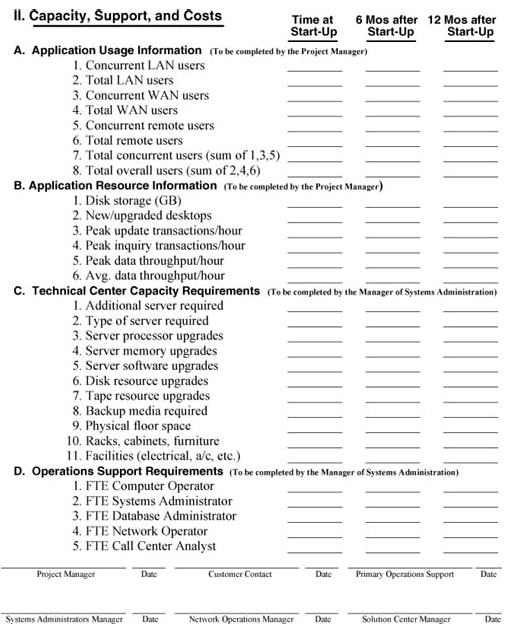 II. Capacity, Support, and Costs
Time at Start-Up
6 Mos after Start-Up
12 Mos after Start-Up
A. Application Usage Information (To be completed by the Project Manager)
1. Concurrent LAN users
2. Total LAN users
3. Concurrent WAN users
4. Total WAN users
5. Concurrent remote users
6. Total remote users
7. Total concurrent users (sum of 1,3,5)
8. Total overall users (sum of 2,4,6)
B. Application Resource Information (To be completed by the Project Manager)
1. Disk storage (GB)
2. New/upgraded desktops
3. Peak update transactions/hour
4. Peak inquiry transactions/hour
5. Peak data throughput/hour
6. Avg. data throughput/hour
C. Technical Center Capacity Requirements (To be completed by the Manager of Systems Administration)
1. Additional server required
2. Type of server required
3. Server processor upgrades
4. Server memory upgrades
5. Server software upgrades
6. Disk resource upgrades
7. Tape resource upgrades
8. Backup media required
9. Physical floor space
10. Racks, cabinets, furniture
11. Facilities (electrical, a/c, etc.)
D. Operations Support Requirements (To be completed by the Manager of Systems Administration)
1. FTE Computer Operator
2. FTE Systems Administrator
3. FTE Database Administrator
4. FTE Network Operator
5. FTE Call Center Analyst
Project Manager Date Customer Contact Date Primary Operations Support Date
Systems Administrators Manager Date Network Operations Manager Date Solution Center Manager Date